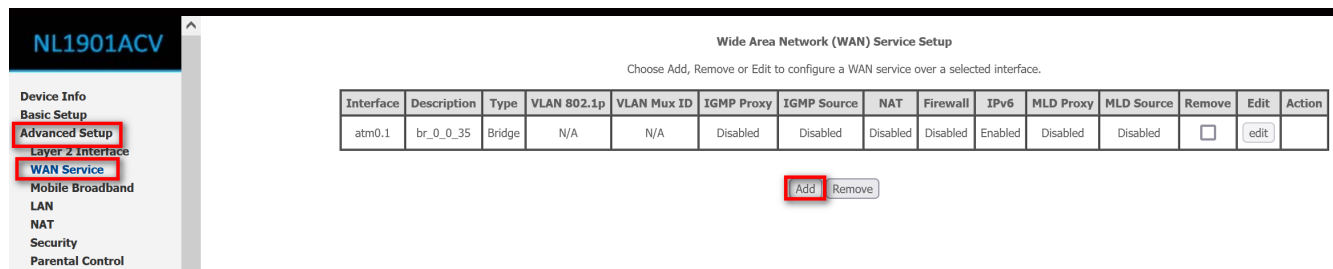 NL1901ACV
Device Info
Basic Setup
Advanced Setup
Layer 2 Interface
WAN Service
Mobile Broadband
LAN
NAT
Security
Parental Control
Wide Area Network (WAN) Service Setup
Choose Add, Remove or Edit to configure a WAN service over a selected interface.
Interface Description Type VLAN 802.1p VLAN Mux ID IGMP Proxy IGMP Source NAT Firewall IPv6 MLD Proxy MLD Source Remove Edit Action
atm0.1 br_0_0_35 Bridge N/A N/A Disabled Disabled Disabled Disabled Enabled Disabled Disabled edit
Add Remove